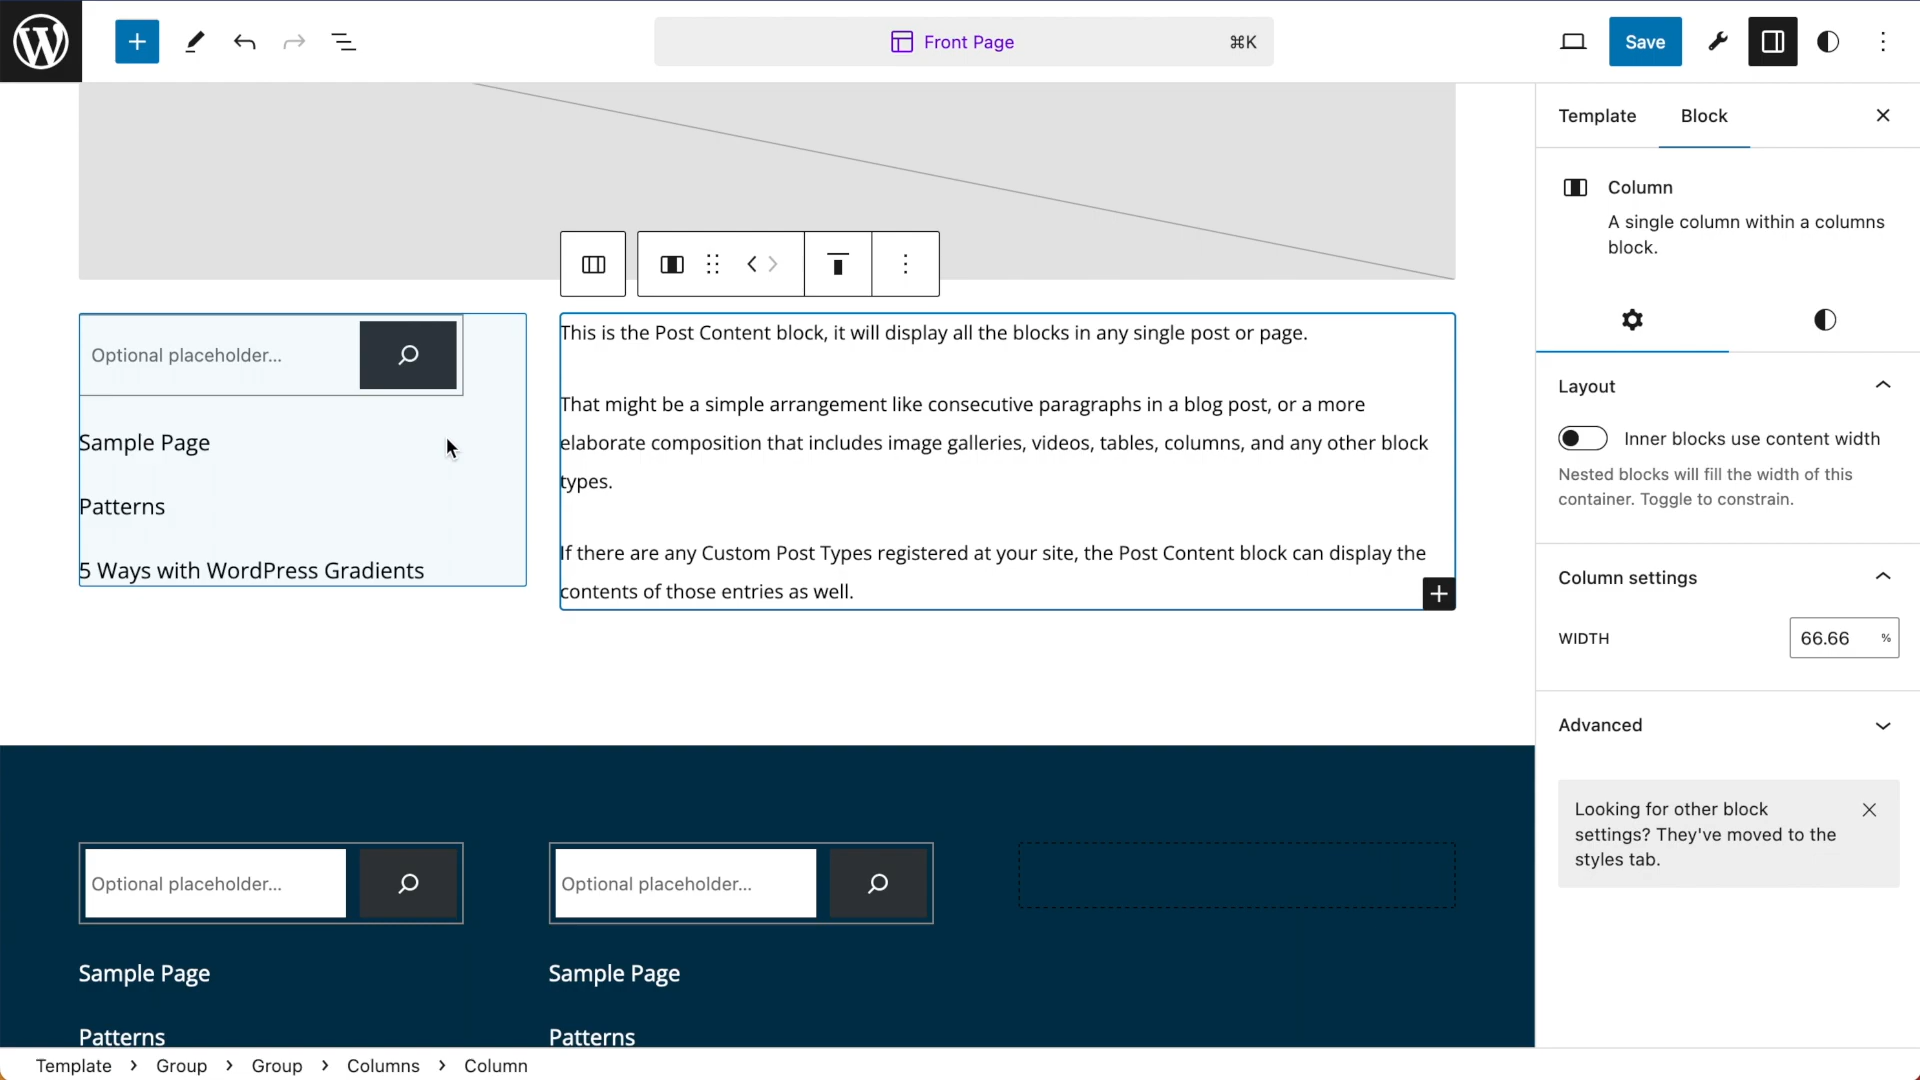 Front Page
⌘K
Save
Template
Block
Column
A single column within a columns
block.
This is the Post Content block, it will display all the blocks in any single post or page.
Optional placeholder...
That might be a simple arrangement like consecutive paragraphs in a blog post, or a more
elaborate composition that includes image galleries, videos, tables, columns, and any other block
types.
If there are any Custom Post Types registered at your site, the Post Content block can display the
contents of those entries as well.
Sample Page
Patterns
5 Ways with WordPress Gradients
Layout
Inner blocks use content width
Nested blocks will fill the width of this
container. Toggle to constrain.
Column settings
WIDTH
66.66 %
Advanced
Looking for other block
settings? They've moved to the
styles tab.
Optional placeholder...
Sample Page
Patterns
Optional placeholder...
Sample Page
Patterns
Template > Group > Group > Columns > Column